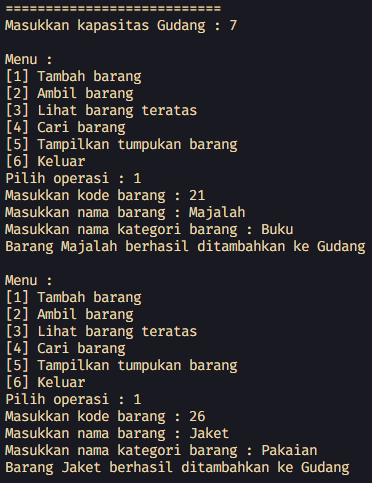 ===========================
Masukkan kapasitas Gudang : 7
Menu :
[1] Tambah barang
[2] Ambil barang
[3] Lihat barang teratas
[4] Cari barang
[5] Tampilkan tumpukan barang
[6] Keluar
Pilih operasi : 1
Masukkan kode barang : 21
Masukkan nama barang : Majalah
Masukkan nama kategori barang : Buku
Barang Majalah berhasil ditambahkan ke Gudang
Menu :
[1] Tambah barang
[2] Ambil barang
[3] Lihat barang teratas
[4] Cari barang
[5] Tampilkan tumpukan barang
[6] Keluar
Pilih operasi : 1
Masukkan kode barang : 26
Masukkan nama barang : Jaket
Masukkan nama kategori barang : Pakaian
Barang Jaket berhasil ditambahkan ke Gudang